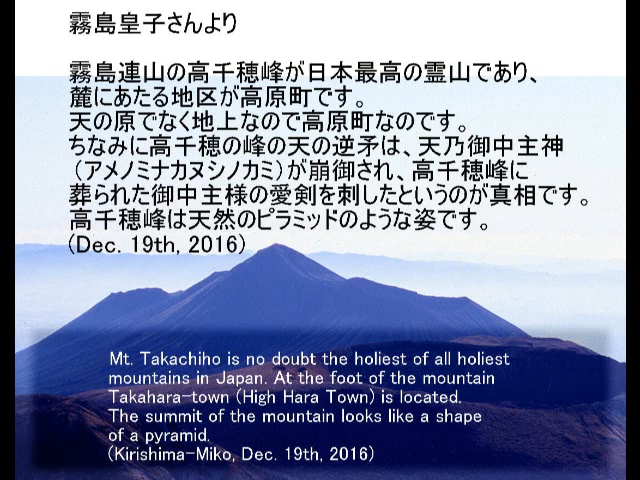 霧島皇子さんより
霧島連山の高千穂峰が日本最高の霊山であり、
麓にあたる地区が高原町です。
天の原でなく地上なので高原町なのです。
ちなみに高千穂の峰の天の逆矛は、天乃御中主神
（アメノミナカヌシノカミ）が崩御され、高千穂峰に
葬られた御中主様の愛剣を刺したというのが真相です。
高千穂峰は天然のピラミッドのような姿です。
(Dec. 19th, 2016)
Mt. Takachiho is no doubt the holiest of all holiest
mountains in Japan. At the foot of the mountain
Takahara-town (High Hara Town) is located.
The summit of the mountain looks like a shape
of a pyramid.
(Kirishima-Miko, Dec. 19th, 2016)